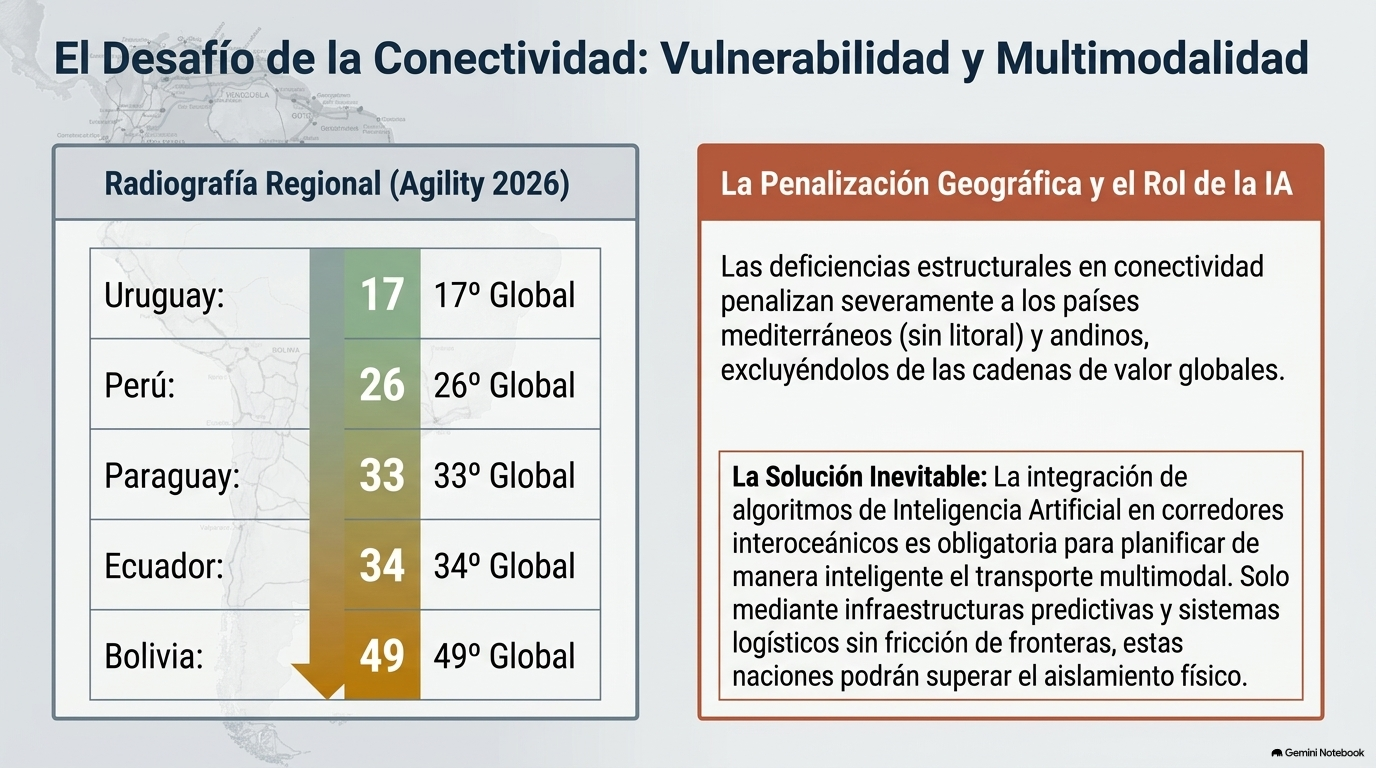 El Desafío de la Conectividad: Vulnerabilidad y Multimodalidad
Radiografía Regional (Agility 2026)
Uruguay: 17 17º Global
Perú: 26 26º Global
Paraguay: 33 33º Global
Ecuador: 34 34º Global
Bolivia: 49 49º Global
La Penalización Geográfica y el Rol de la IA
Las deficiencias estructurales en conectividad
penalizan severamente a los países
mediterráneos (sin litoral) y andinos,
excluyéndolos de las cadenas de valor globales.
La Solución Inevitable: La integración de
algoritmos de Inteligencia Artificial en corredores
interoceánicos es obligatoria para planificar de
manera inteligente el transporte multimodal. Solo
mediante infraestructuras predictivas y sistemas
logísticos sin fricción de fronteras, estas
naciones podrán superar el aislamiento físico.
Gemini Notebook